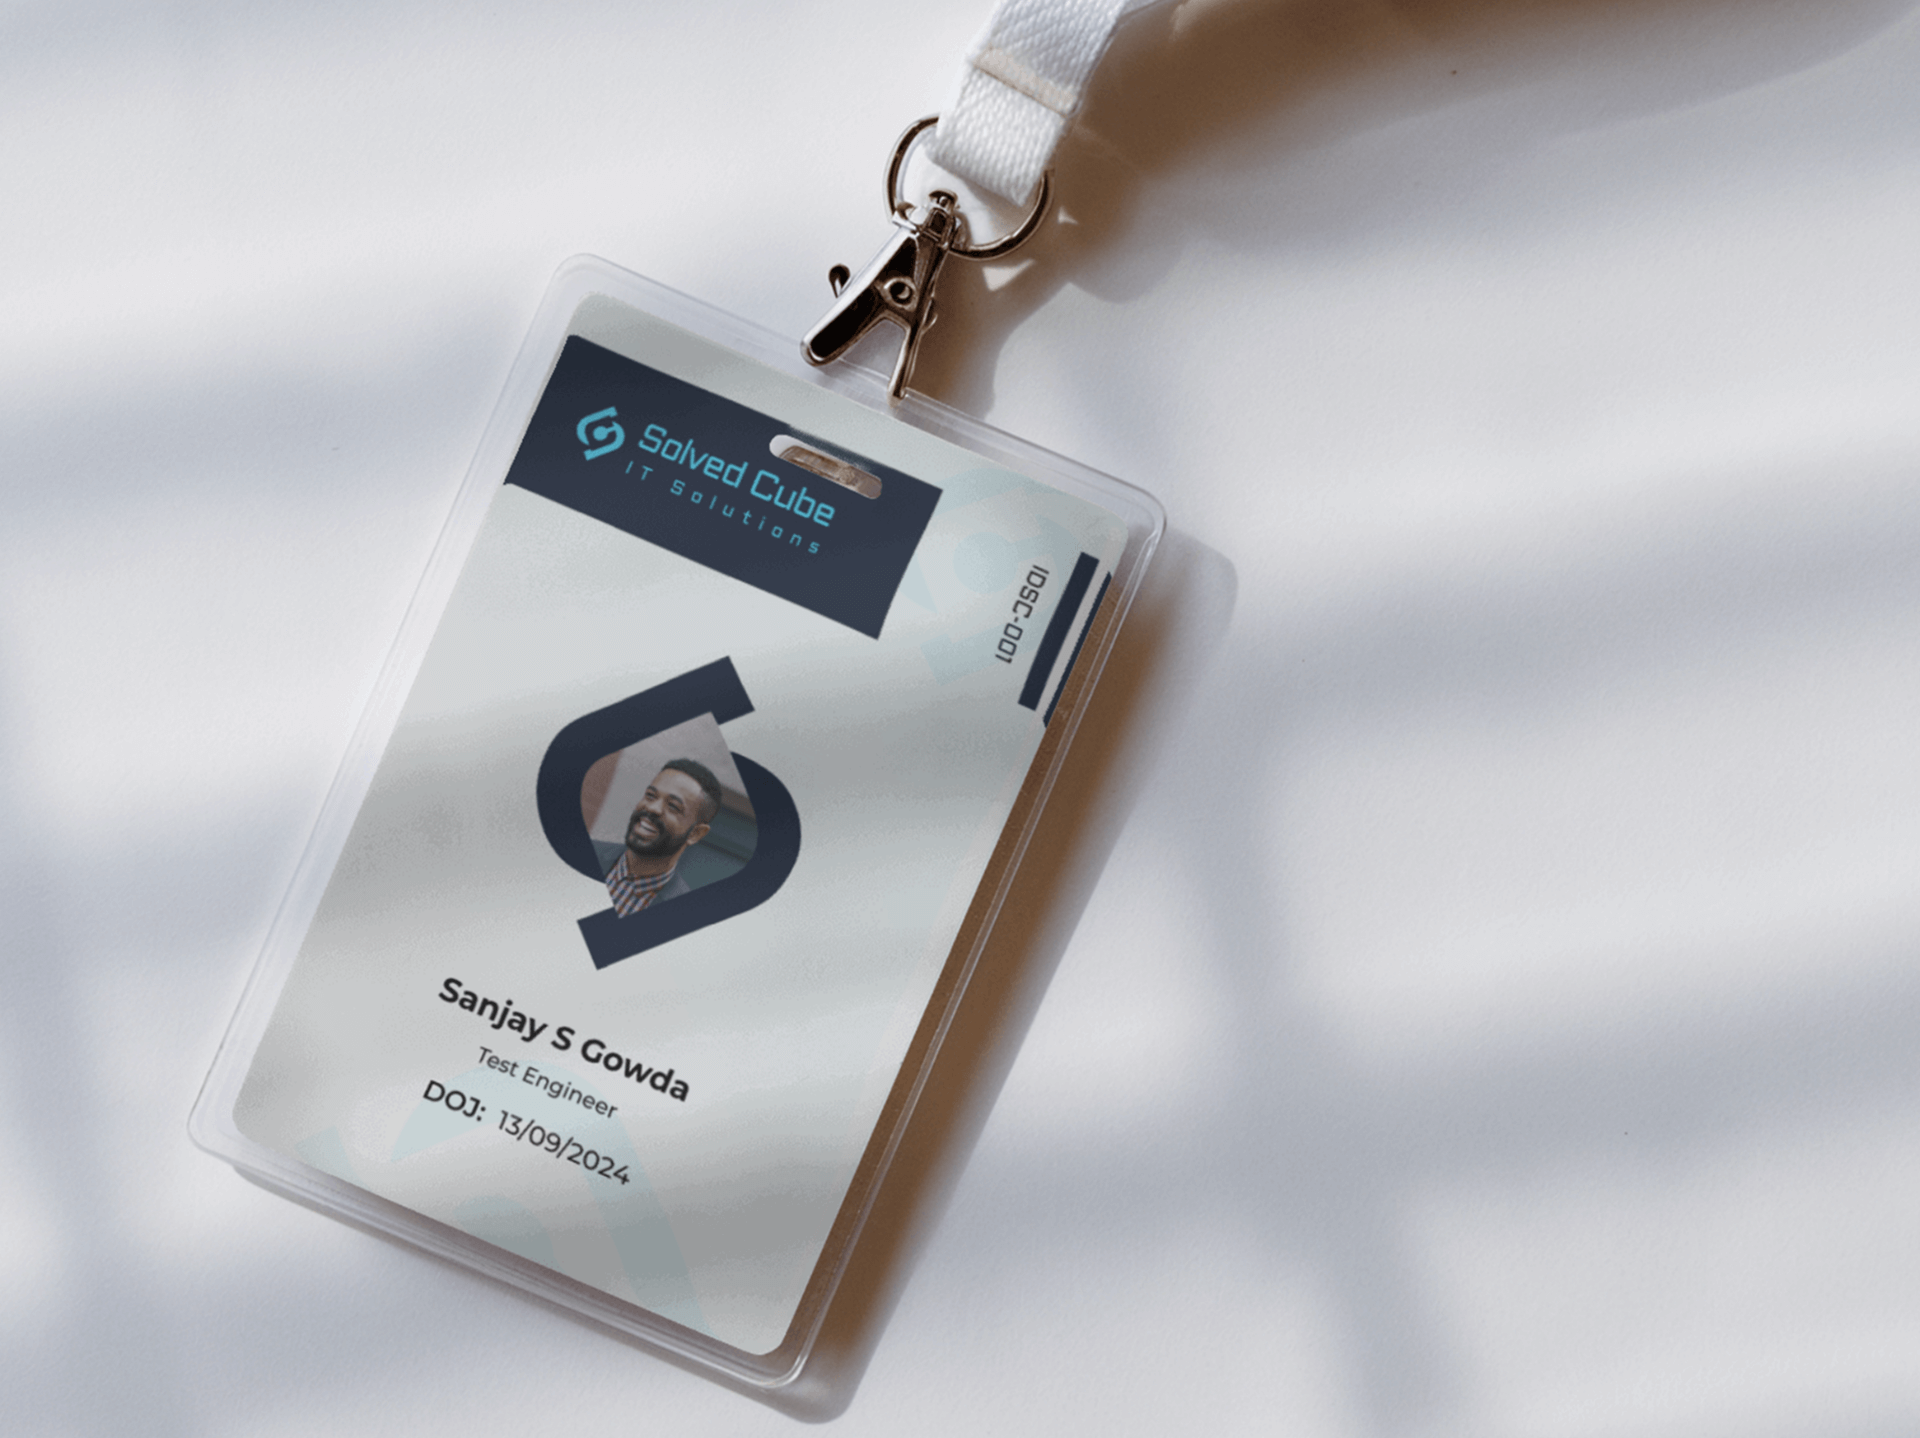 Solved Cube
IT Solutions
IDSC-001
Sanjay S Gowda
Test Engineer
DOJ: 13/09/2024